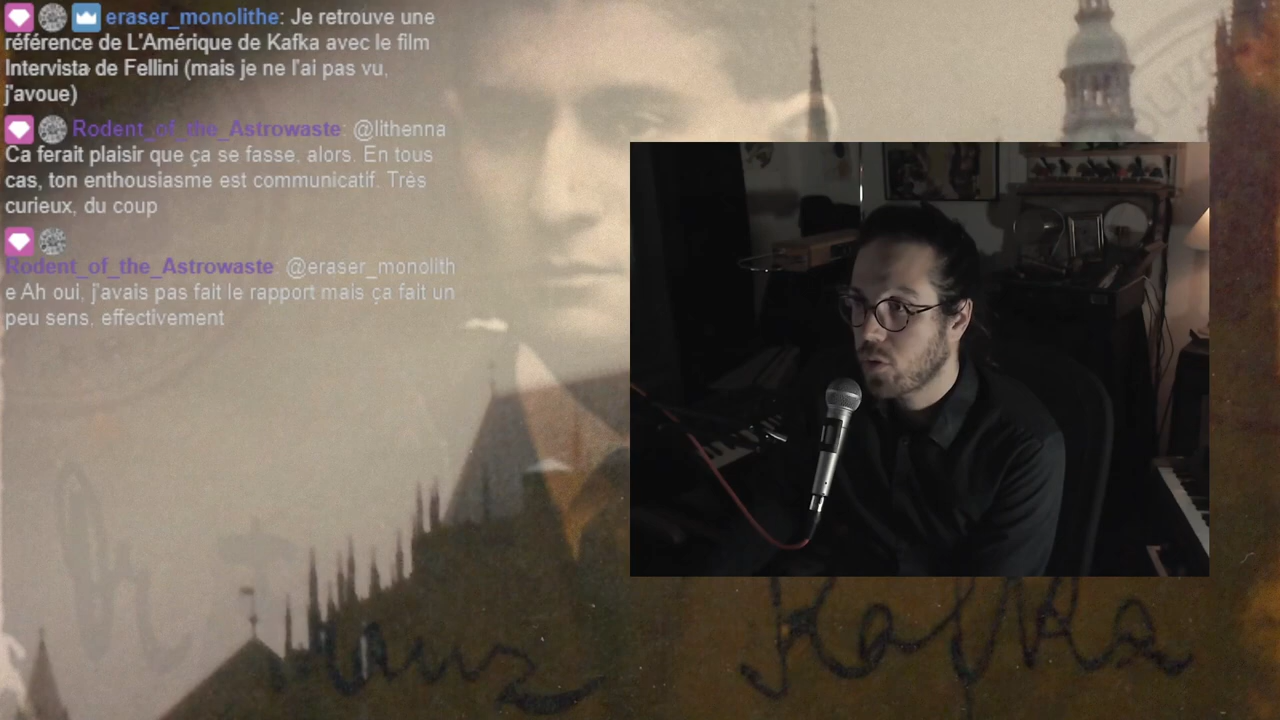 eraser_monolithe: Je retrouve une
référence de L'Amérique de Kafka avec le film
Intervista de Fellini (mais je ne l'ai pas vu,
j'avoue)
Rodent_of_the_Astrowaste: @lithenna
Ca ferait plaisir que ça se fasse, alors. En tous
cas, ton enthousiasme est communicatif. Très
curieux, du coup
Rodent_of_the_Astrowaste: @eraser_monolith
e Ah oui, j'avais pas fait le rapport mais ça fait un
peu sens, effectivement
Kafka